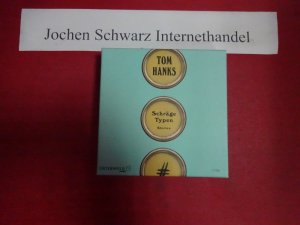 Jochen Schwarz Internethandel
TOM
HANKS
Schräge
Typen
Stories
#